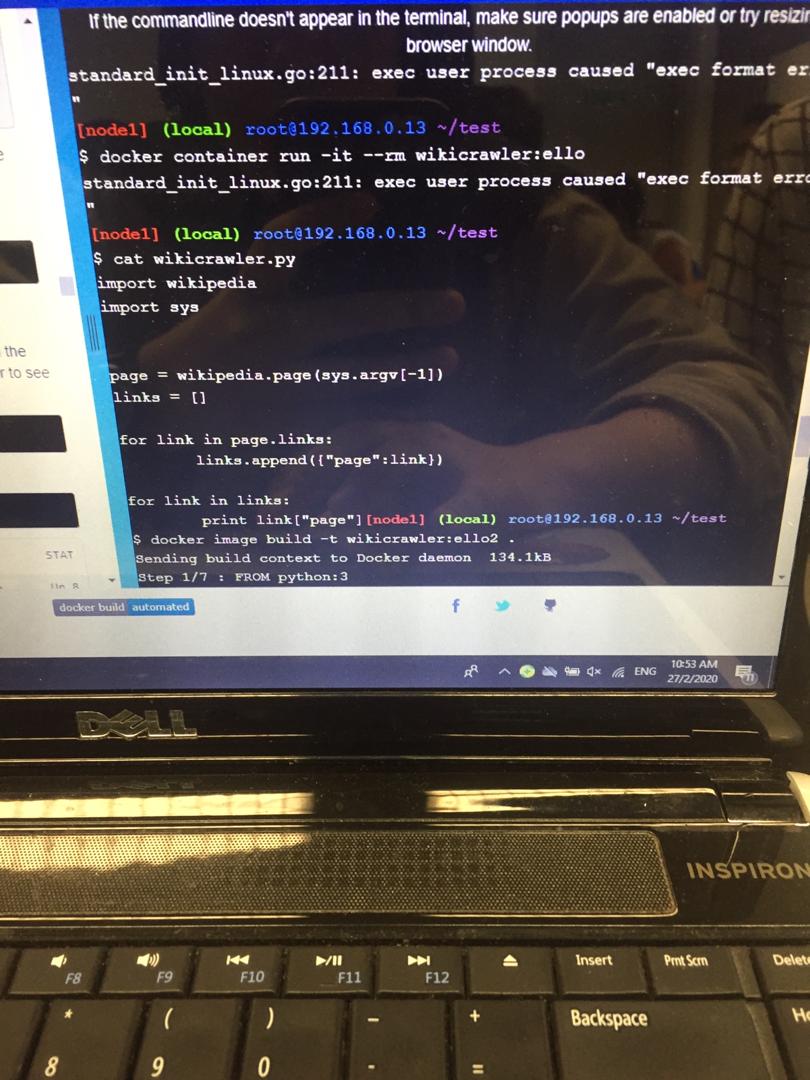 If the commandline doesn't appear in the terminal, make sure popups are enabled or try
browser window.
standard_init_linux.go:211: exec user process caused "exec format
"
[node1] (local) root@192.168.0.13 ~/test
$ docker container run -it --rm wikicrawler:ello
standard_init_linux.go:211: exec user process caused "exec format
"
[node1] (local) root@192.168.0.13 ~/test
$ cat wikicrawler.py
import wikipedia
import sys
page = wikipedia.page(sys.argv[-1])
links = []
for link in page.links:
links.append({"page":link})
for link in links:
print link["page"][node1] (local) root@192.168.0.13 ~/test
$ docker image build -t wikicrawler:ello2 .
Sending build context to Docker daemon 134.1kB
Step 1/7 : FROM python:3
the
to see
STAT
docker build automated
f
ENG
10:53 AM
27/2/2020
11
DELL
INSPIRON
F8 F9 F10 F11 F12 Insert Prnt Scrn
* ( ) - + Backspace
8 9 0 - =